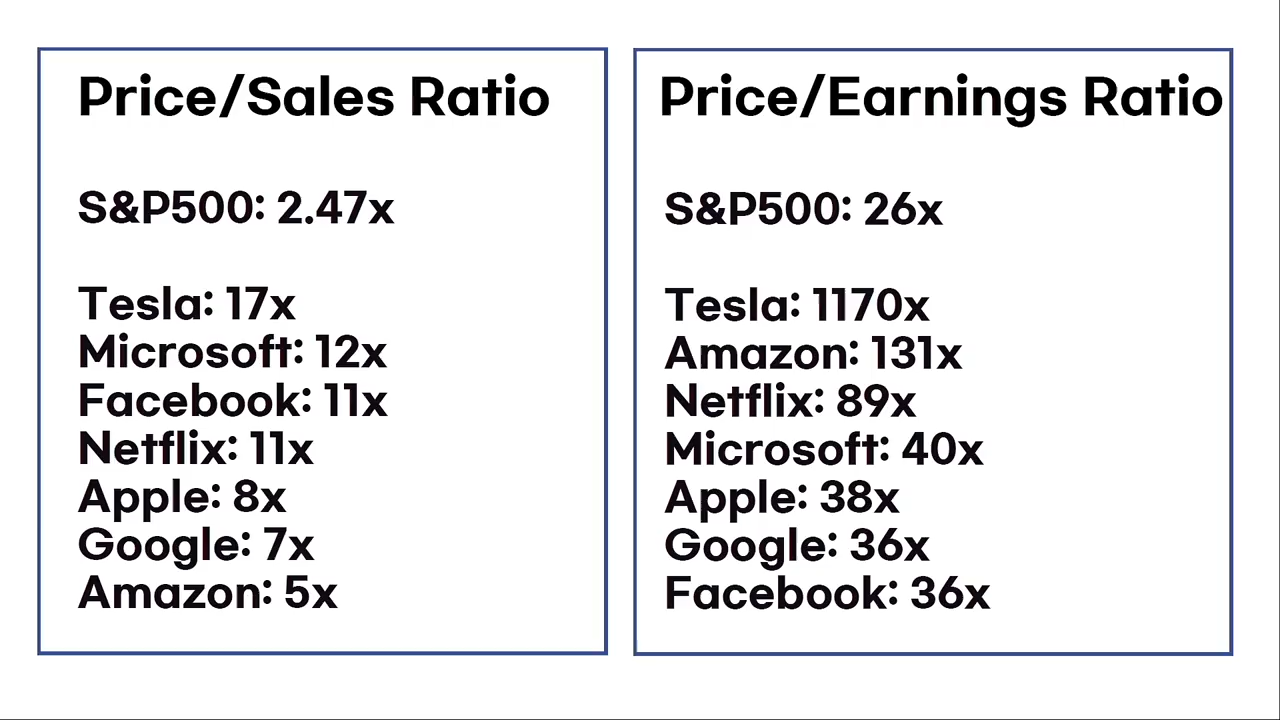 Price/Sales Ratio
S&P500: 2.47x
Tesla: 17x
Microsoft: 12x
Facebook: 11x
Netflix: 11x
Apple: 8x
Google: 7x
Amazon: 5x
Price/Earnings Ratio
S&P500: 26x
Tesla: 1170x
Amazon: 131x
Netflix: 89x
Microsoft: 40x
Apple: 38x
Google: 36x
Facebook: 36x